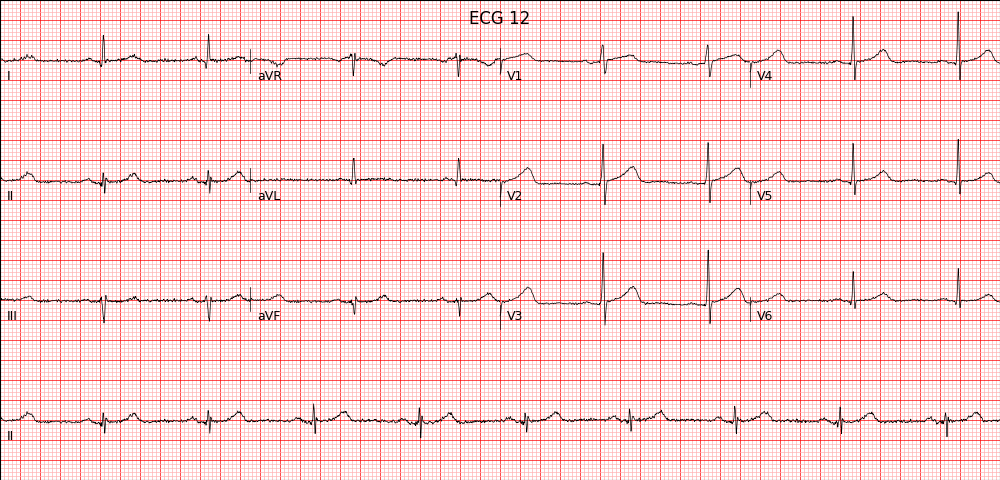 ECG 12
I aVR V1 V4
II aVL V2 V5
III aVF V3 V6
II